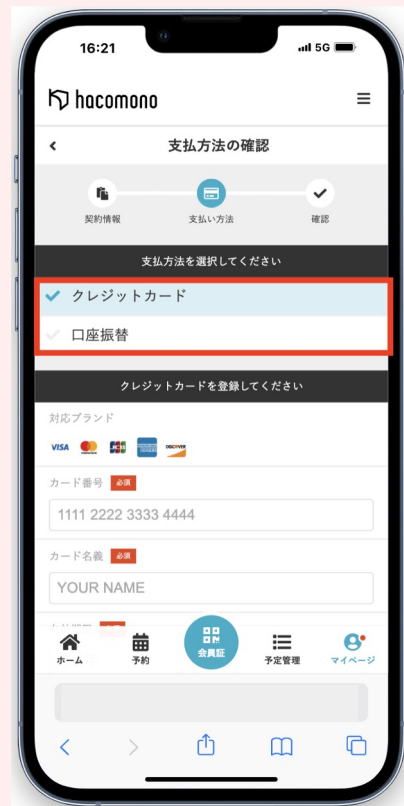 16:21
5G
hacomono
支払方法の確認
契約情報
支払い方法
確認
支払方法を選択してください
クレジットカード
口座振替
クレジットカードを登録してください
対応ブランド
VISA JCB DISCOVER
カード番号 必須
1111 2222 3333 4444
カード名義 必須
YOUR NAME
ホーム
予約
会員証
予定管理
マイページ